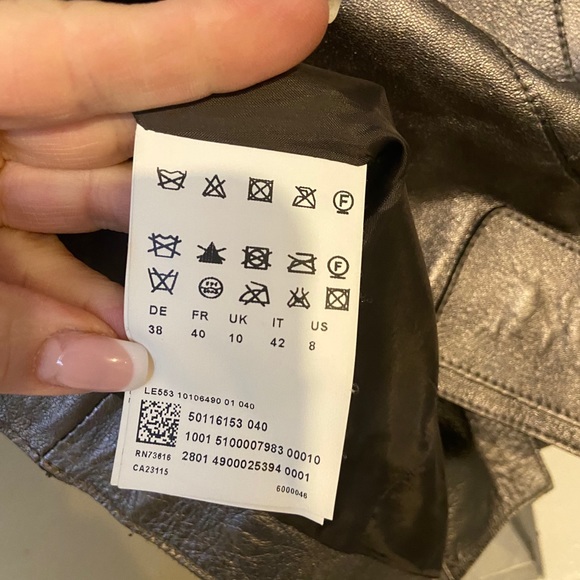 F
F
DE FR UK IT US
38 40 10 42 8
LE553 10106490 01 040
50116153 040
1001 5100007983 00010
RN73616 2801 4900025394 0001
CA23115
6000046